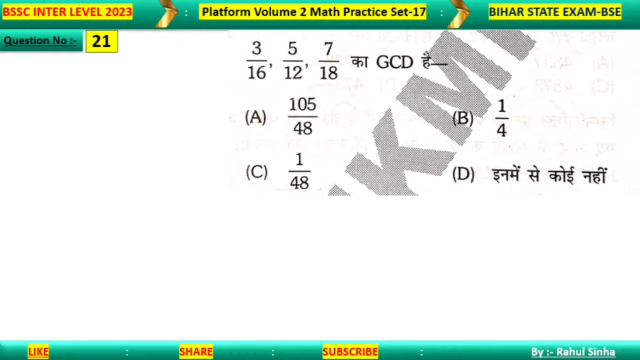 BSSC INTER LEVEL 2023 : Platform Volume 2 Math Practice Set-17 : BIHAR STATE EXAM-BSE
Question No : 21
3/16, 5/12, 7/18 का GCD है—
(A) 105/48 (B) 1/4
(C) 1/48 (D) इनमें से कोई नहीं
LIKE : SHARE : SUBSCRIBE : By :- Rahul Sinha